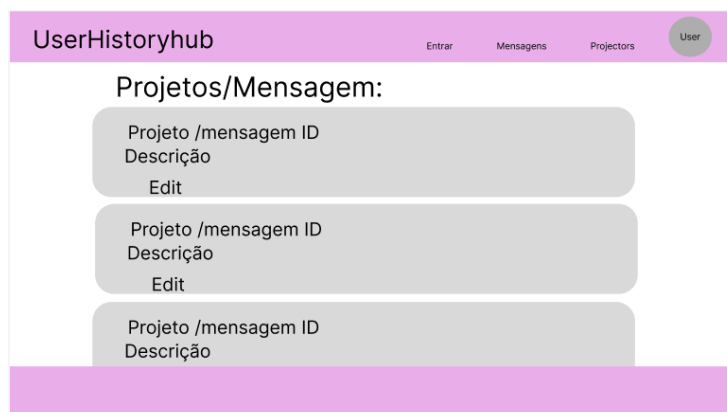 UserHistoryhub
Entrar
Mensagens
Projectors
User
Projetos/Mensagem:
Projeto /mensagem ID
Descrição
Edit
Projeto /mensagem ID
Descrição
Edit
Projeto /mensagem ID
Descrição